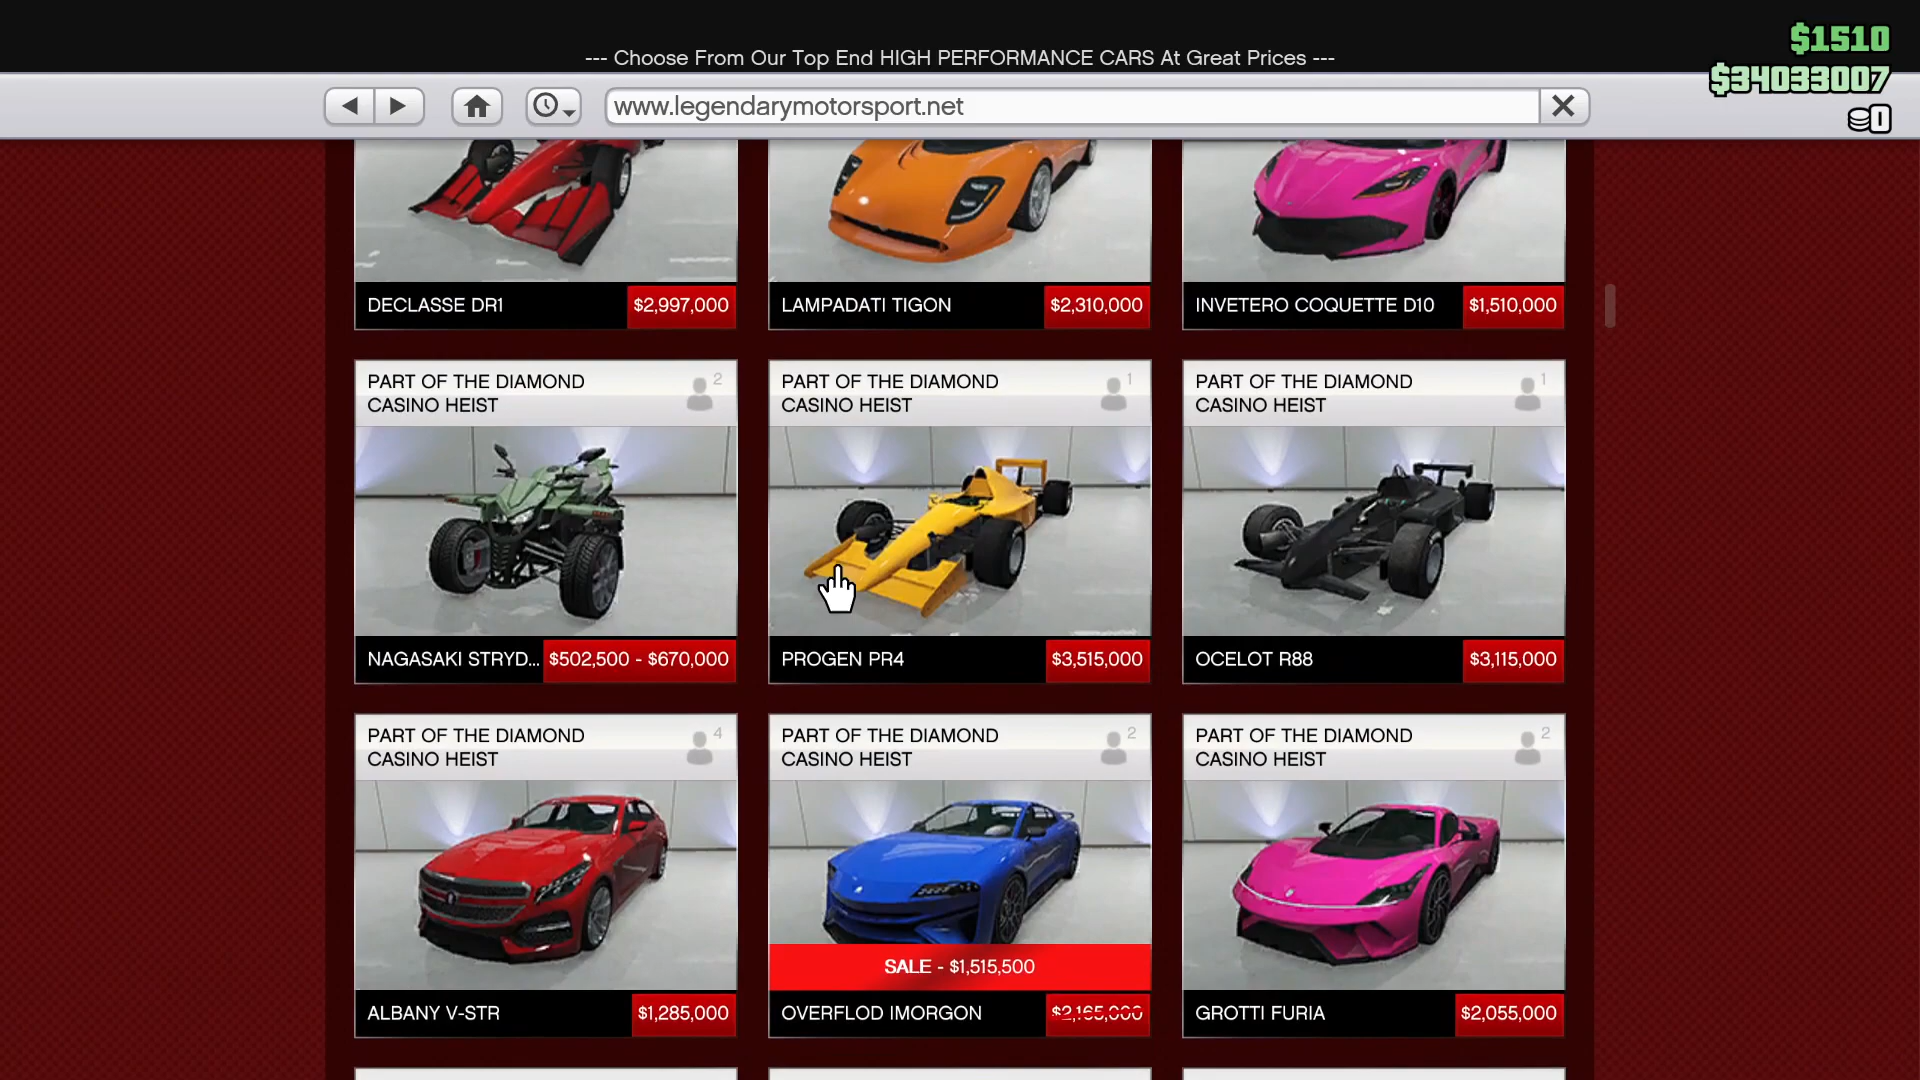 $1510
--- Choose From Our Top End HIGH PERFORMANCE CARS At Great Prices ---
$34033007
www.legendarymotorsport.net
1
DECLASSE DR1
$2,997,000
LAMPADATI TIGON
$2,310,000
INVETERO COQUETTE D10
$1,510,000
PART OF THE DIAMOND
CASINO HEIST
2
PART OF THE DIAMOND
CASINO HEIST
1
PART OF THE DIAMOND
CASINO HEIST
1
NAGASAKI STRYD...
$502,500 - $670,000
PROGEN PR4
$3,515,000
OCELOT R88
$3,115,000
PART OF THE DIAMOND
CASINO HEIST
4
PART OF THE DIAMOND
CASINO HEIST
2
PART OF THE DIAMOND
CASINO HEIST
2
SALE - $1,515,500
ALBANY V-STR
$1,285,000
OVERFLOD IMORGON
$2,165,000
GROTTI FURIA
$2,055,000